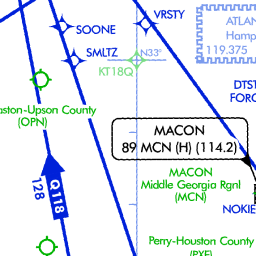 VRSTY
SOONE
ATLAN
Hamp
119.375
SMLTZ
N33°
KT18Q
DTST
FORC
aston-Upson County
(OPN)
MACON
89 MCN (H) (114.2)
Q118
128
MACON
Middle Georgia Rgnl
(MCN)
NOKIE
Perry-Houston County
(PXE)